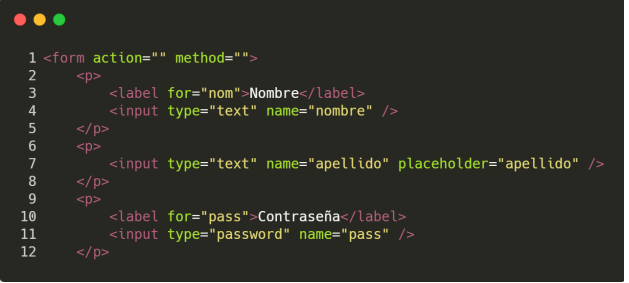 1 <form action="" method="">
2     <p>
3         <label for="nom">Nombre</label>
4         <input type="text" name="nombre" />
5     </p>
6     <p>
7         <input type="text" name="apellido" placeholder="apellido" />
8     </p>
9     <p>
10         <label for="pass">Contraseña</label>
11         <input type="password" name="pass" />
12     </p>